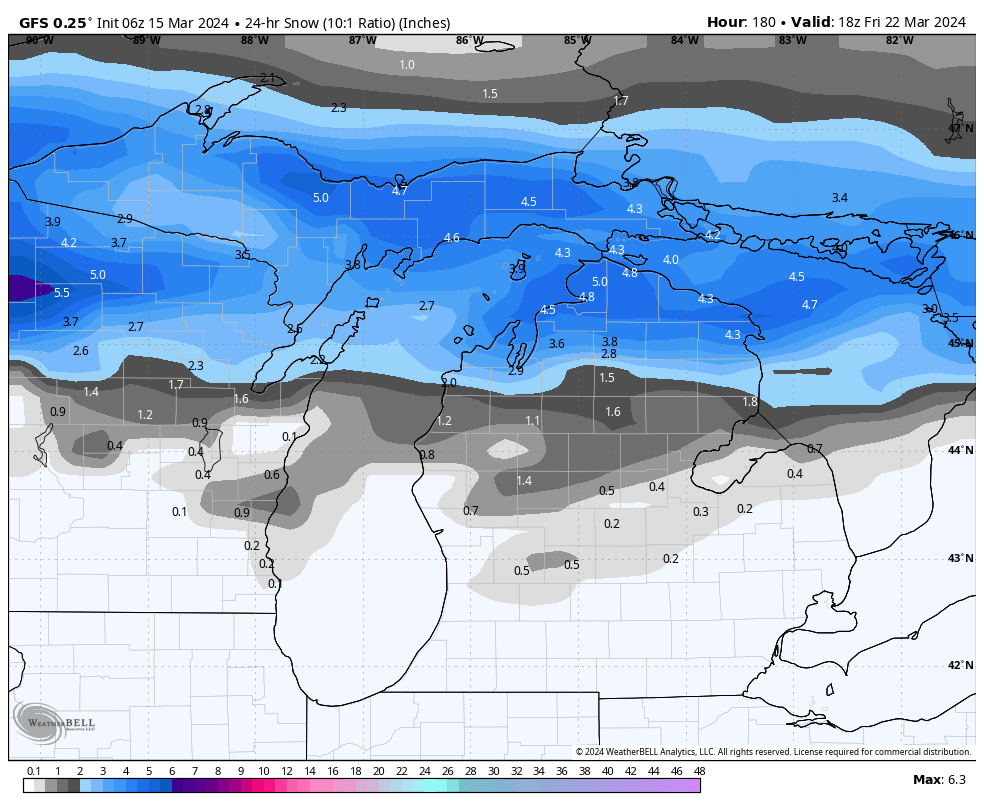 GFS 0.25° Init 06z 15 Mar 2024 • 24-hr Snow (10:1 Ratio) (Inches)
Hour: 180 • Valid: 18z Fri 22 Mar 2024
90°W 89°W 88°W 87°W 86°W 85°W 84°W 83°W 82°W
1.0
2.1
1.5
1.7
2.8 2.3
47°N
3.8
5.0 4.7 4.5 3.4
4.3
3.9 2.9
4.2 3.7 4.6 4.2 46°N
3.5 4.3 4.3
3.8 3.9 4.0
5.0 4.8 4.5
5.5 5.0
4.8 4.3 4.7
2.7 4.5 3.0
3.7 2.7 2.6 3.5
4.3
2.6 3.6 3.8 45°N
2.3 2.2 2.8
2.9
1.4 1.7 2.0 1.5
1.6 1.8
0.9 1.2 1.6
0.9 1.2 1.1
0.1
0.4 0.4 0.8 0.7 44°N
0.4 0.6 1.4 0.4
0.5 0.4
0.1 0.9 0.7 0.3 0.2
0.2
0.2
0.2 0.5 0.5 0.2 43°N
0.1
42°N
WEATHERBELL
© 2024 WeatherBELL Analytics, LLC. All rights reserved. License required for commercial distribution.
0.1 1 2 3 4 5 6 7 8 9 10 12 14 16 18 20 22 24 26 28 30 32 34 36 38 40 42 44 46 48
Max: 6.3